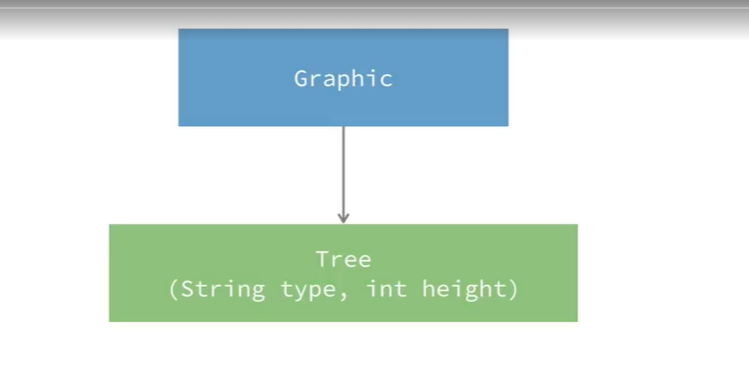 Graphic
Tree
(String type, int height)